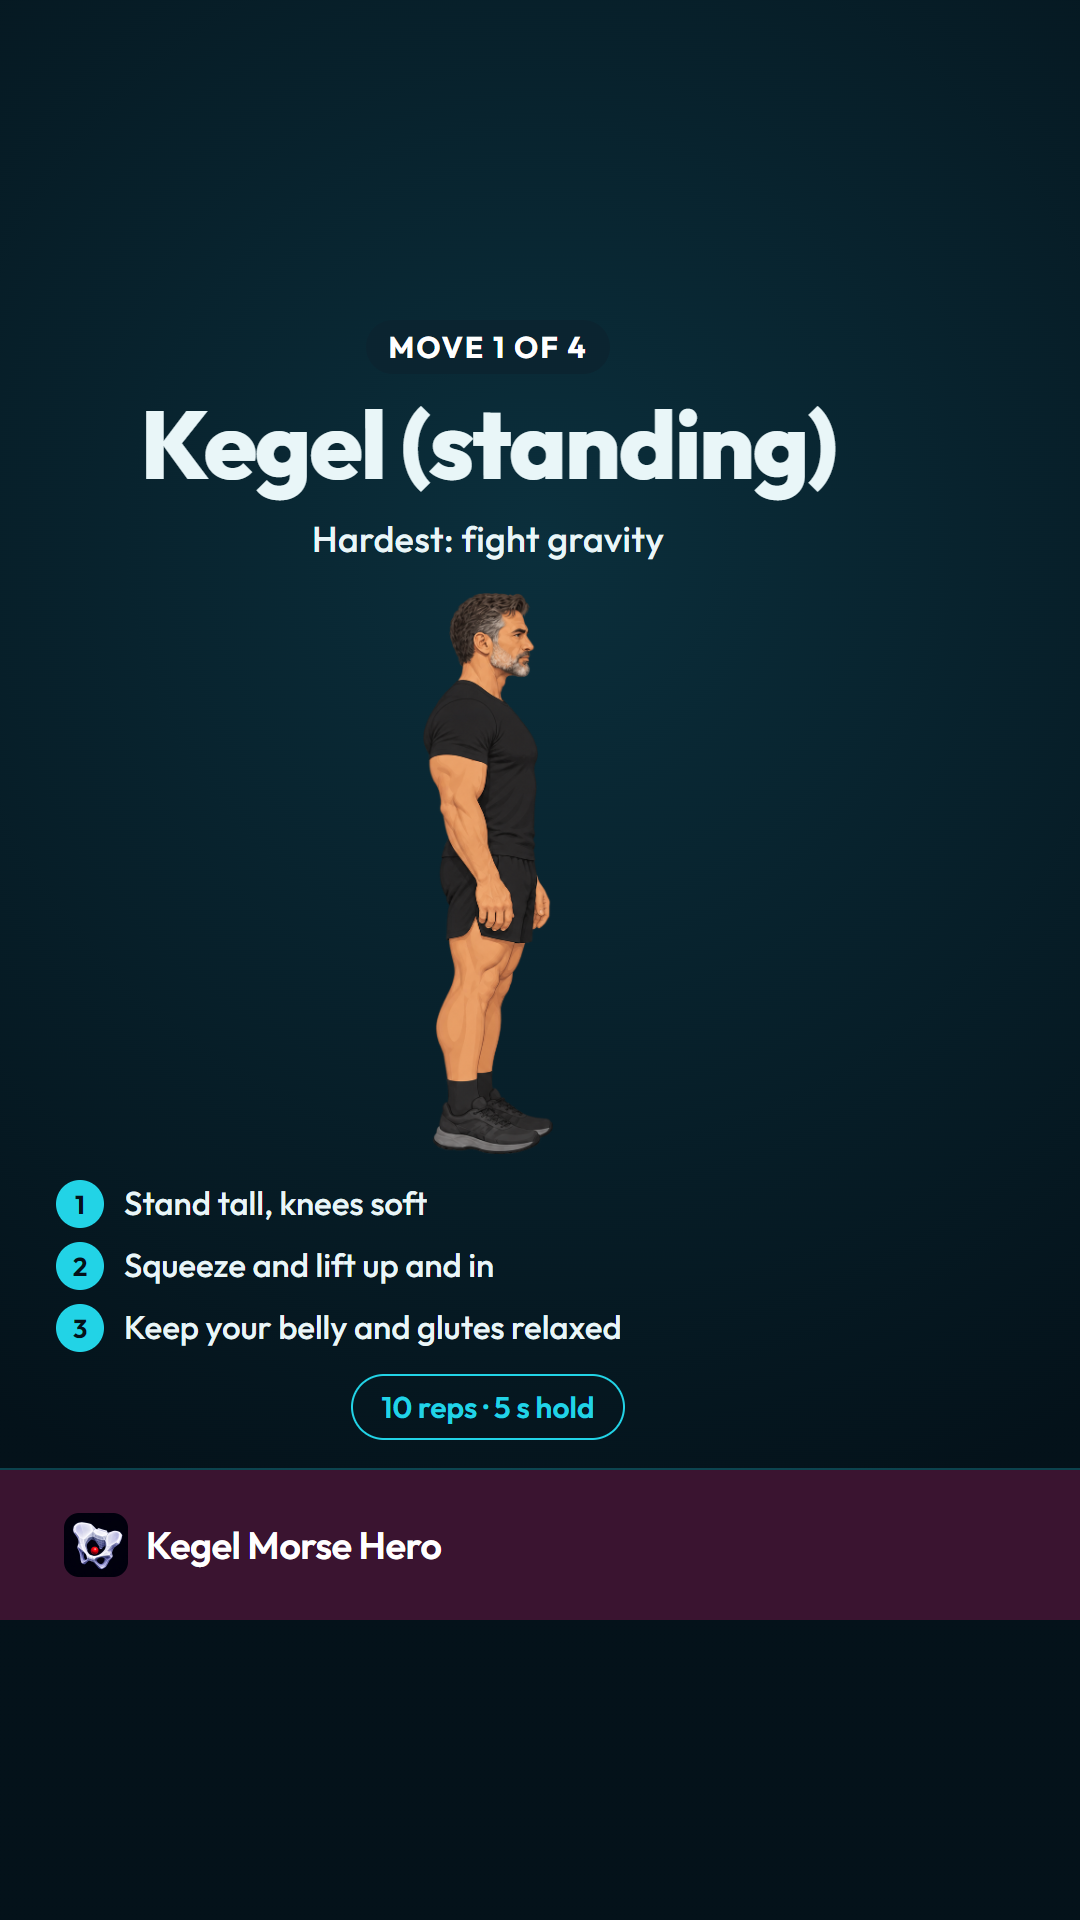 MOVE 1 OF 4
Kegel (standing)
Hardest: fight gravity
1 Stand tall, knees soft
2 Squeeze and lift up and in
3 Keep your belly and glutes relaxed
10 reps · 5 s hold
Kegel Morse Hero